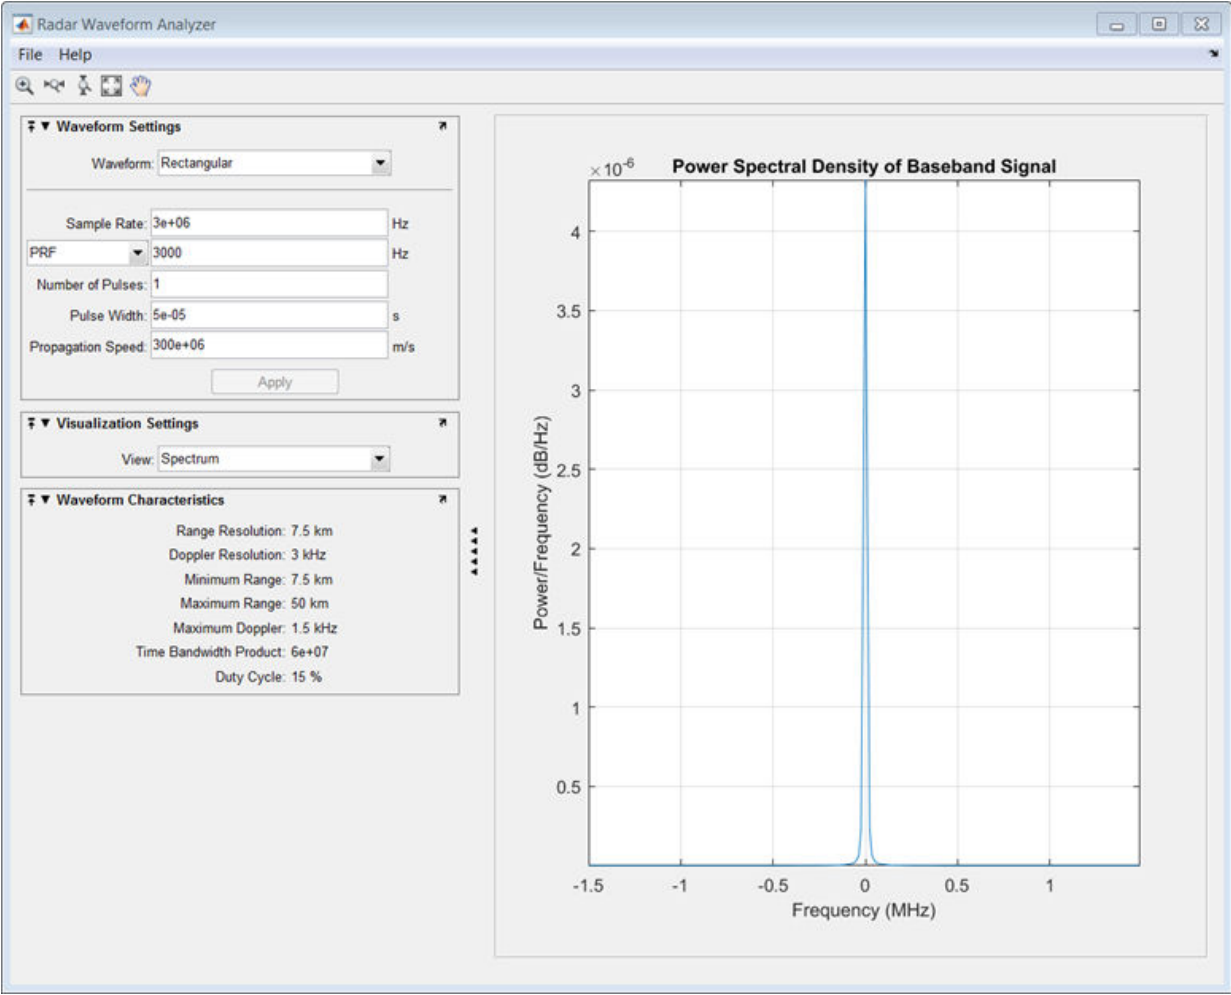 Radar Waveform Analyzer
File Help
Waveform Settings
Waveform: Rectangular
Sample Rate: 3e+06 Hz
PRF 3000 Hz
Number of Pulses: 1
Pulse Width: 5e-05 s
Propagation Speed: 300e+06 m/s
Apply
Visualization Settings
View: Spectrum
Waveform Characteristics
Range Resolution: 7.5 km
Doppler Resolution: 3 kHz
Minimum Range: 7.5 km
Maximum Range: 50 km
Maximum Doppler: 1.5 kHz
Time Bandwidth Product: 6e+07
Duty Cycle: 15 %
×10⁻⁶ Power Spectral Density of Baseband Signal
4
3.5
3
2.5
2
1.5
1
0.5
Power/Frequency (dB/Hz)
-1.5 -1 -0.5 0 0.5 1
Frequency (MHz)